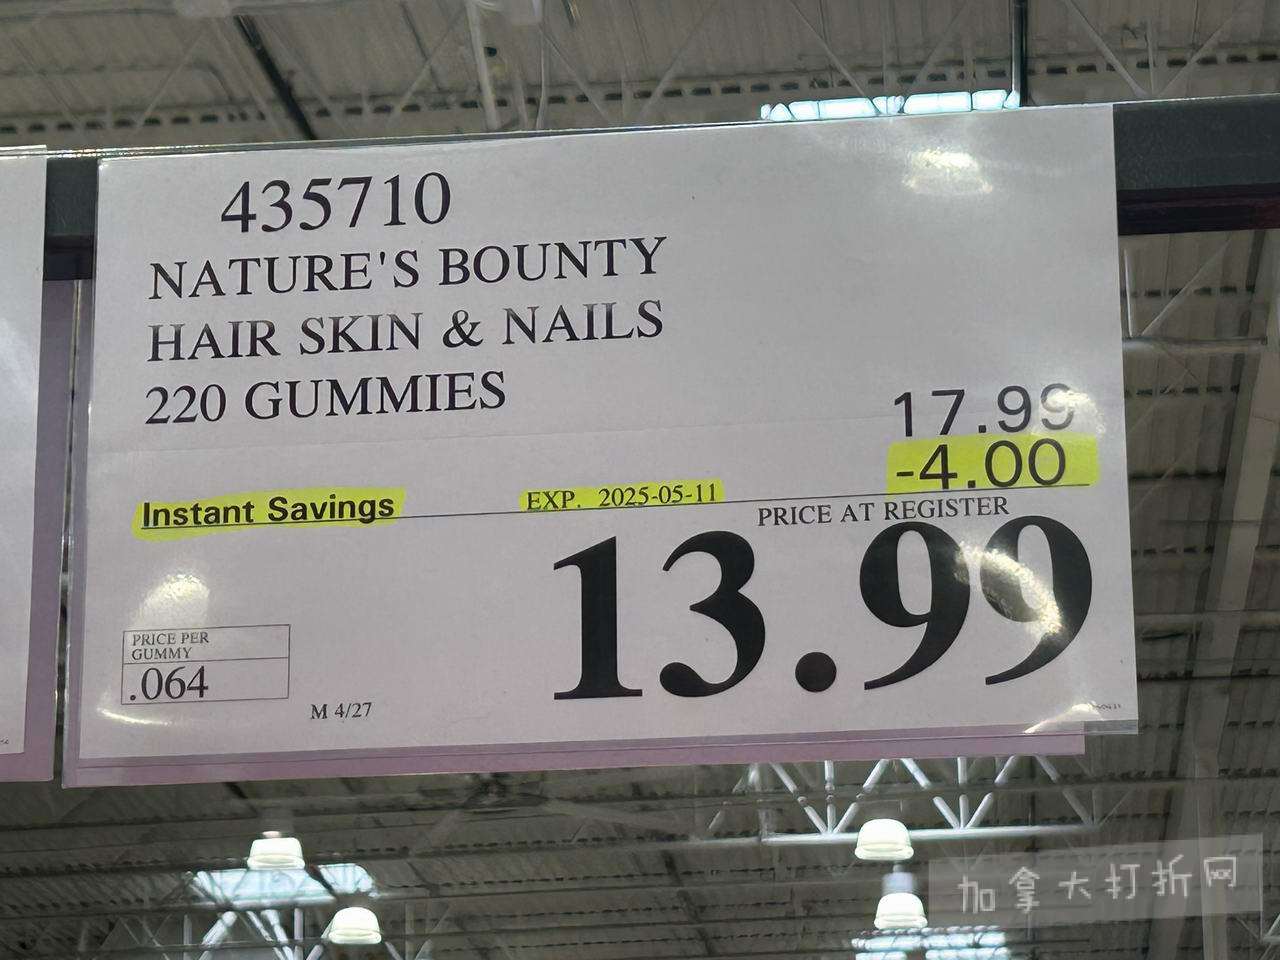 435710
NATURE'S BOUNTY
HAIR SKIN & NAILS
220 GUMMIES
17.99
-4.00
Instant Savings EXP. 2025-05-11
PRICE AT REGISTER
13.99
PRICE PER
GUMMY
.064
M 4/27
加拿大打折网